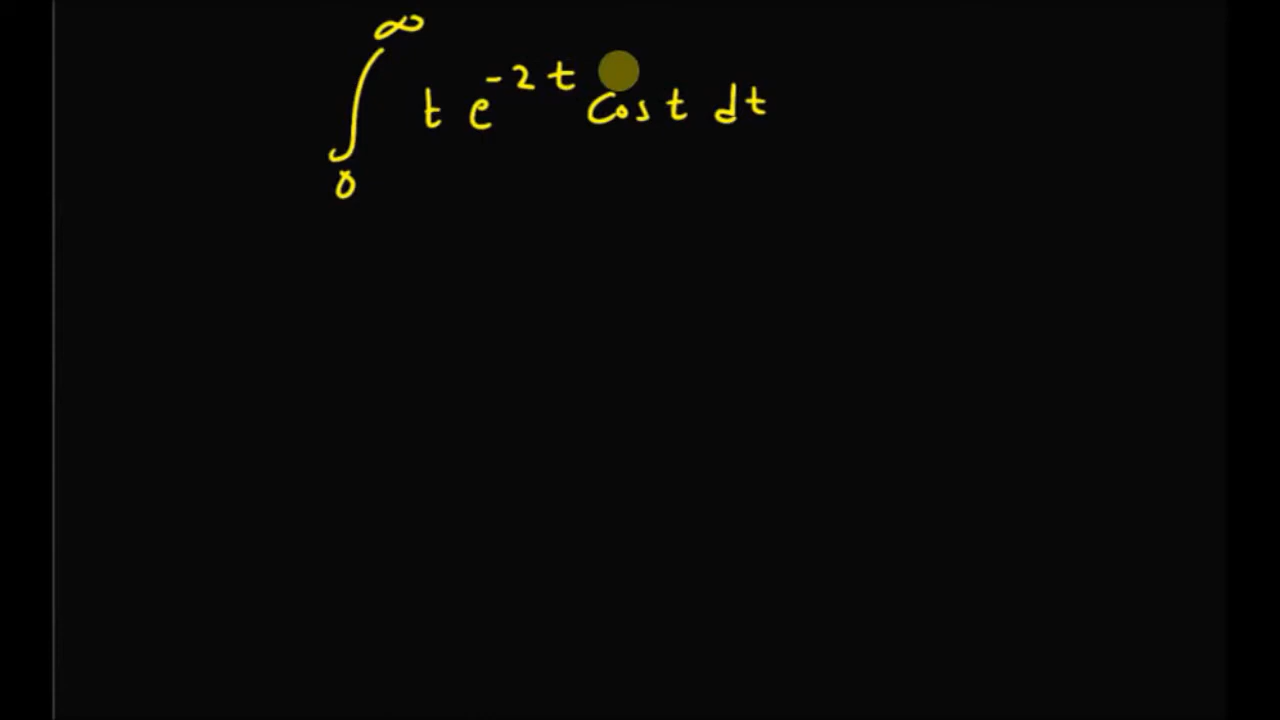 ∫₀^∞ t e^{-2t} cos t dt